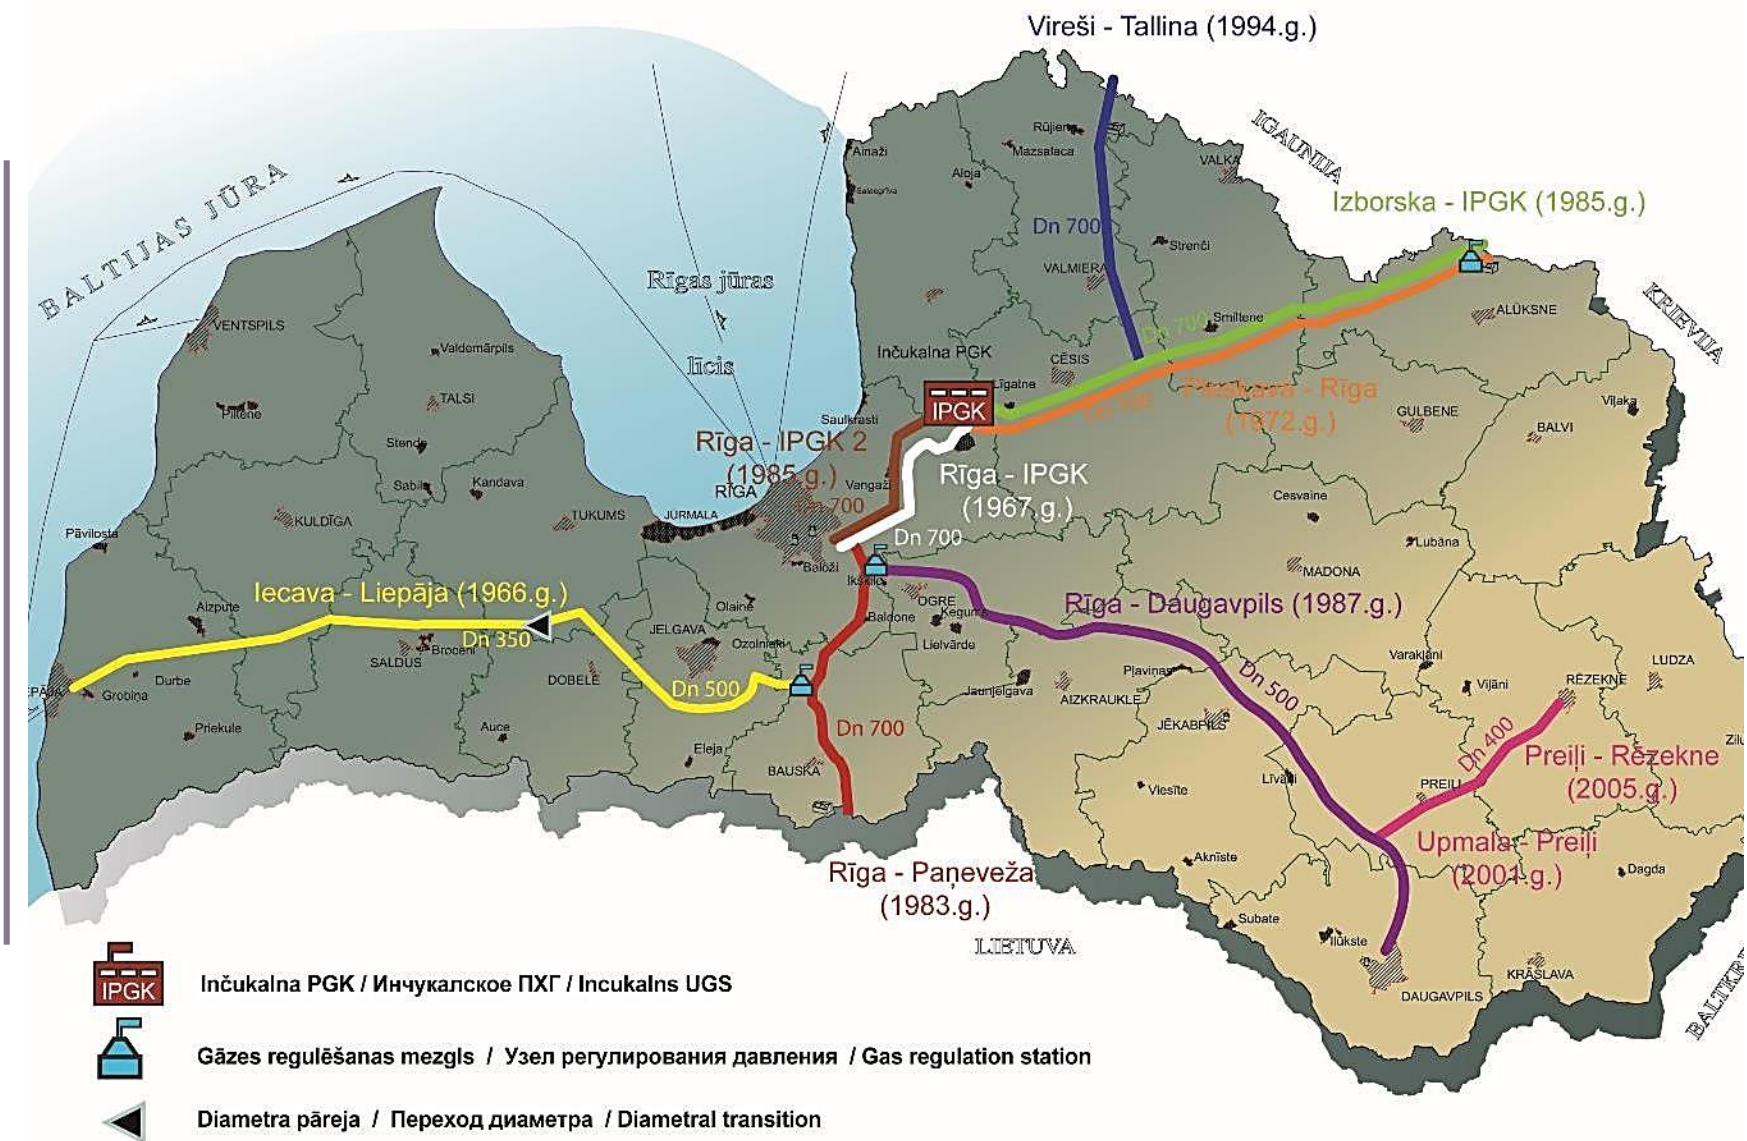 Vireši - Tallina (1994.g.)
IGAUNIJA
Ainaži
Mazsalaca
Aloja
VALKA
BALTIJAS JŪRA
Izborska - IPGK (1985.g.)
Dn 700
Strenči
VALMIERA
Rīgas jūras
līcis
KRIEVIJA
VENTSPILS
Valdemārpils
ALŪKSNE
Smiltene
Dn 700
Inčukalna PGK
CĒSIS
Līgatne
IPGK
TALSI
Piltene
Saulkrasti
Pleskava - Rīga
(1972.g.)
GULBENE
Viļaka
BALVI
Stende
Rīga - IPGK 2
(1985.g.)
Rīga - IPGK
(1967.g.)
Kandava
RĪGA
Vangaži
Cesvaine
Dn 700
KULDĪGA
TUKUMS
JŪRMALA
Pāvilosta
Dn 700
Lubāna
Baloži
Ikšķile
MADONA
Iecava - Liepāja (1966.g.)
OGRE
Rīga - Daugavpils (1987.g.)
Aizpute
Olaine
Ķegums
Baldone
JELGAVA
Ozolnieki
Lielvārde
Dn 350
Brocēni
SALDUS
Varakļāni
LUDZA
Pļaviņas
Durbe
DOBELE
Dn 500
Dn 500
Viļāni
RĒZEKNE
Grobiņa
Jaunjelgava
AIZKRAUKLE
JĒKABPILS
Priekule
Auce
Dn 700
Dn 400
Eleja
Preiļi - Rēzekne
(2005.g.)
BAUSKA
Līvāni
PREIĻI
Viesīte
Upmala - Preiļi
(2001.g.)
Aknīste
Dagda
Rīga - Paņeveža
(1983.g.)
Subate
LIETUVA
Ilūkste
KRĀSLAVA
DAUGAVPILS
IPGK
Inčukalna PGK / Инчукалское ПХГ / Incukalns UGS
Gāzes regulēšanas mezgls / Узел регулирования давления / Gas regulation station
Diametra pāreja / Переход диаметра / Diametral transition